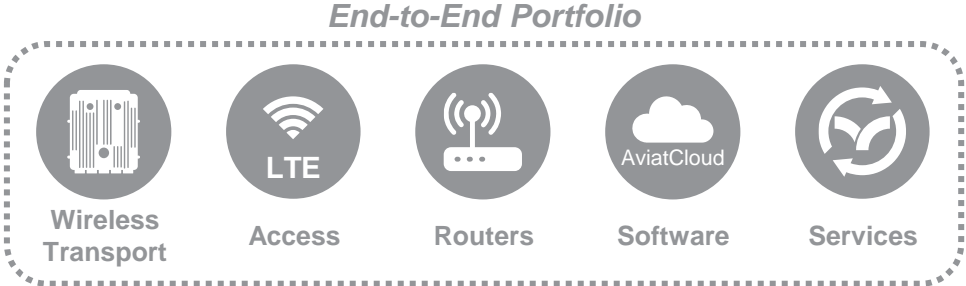 End-to-End Portfolio
LTE
AviatCloud
Wireless
Transport
Access
Routers
Software
Services